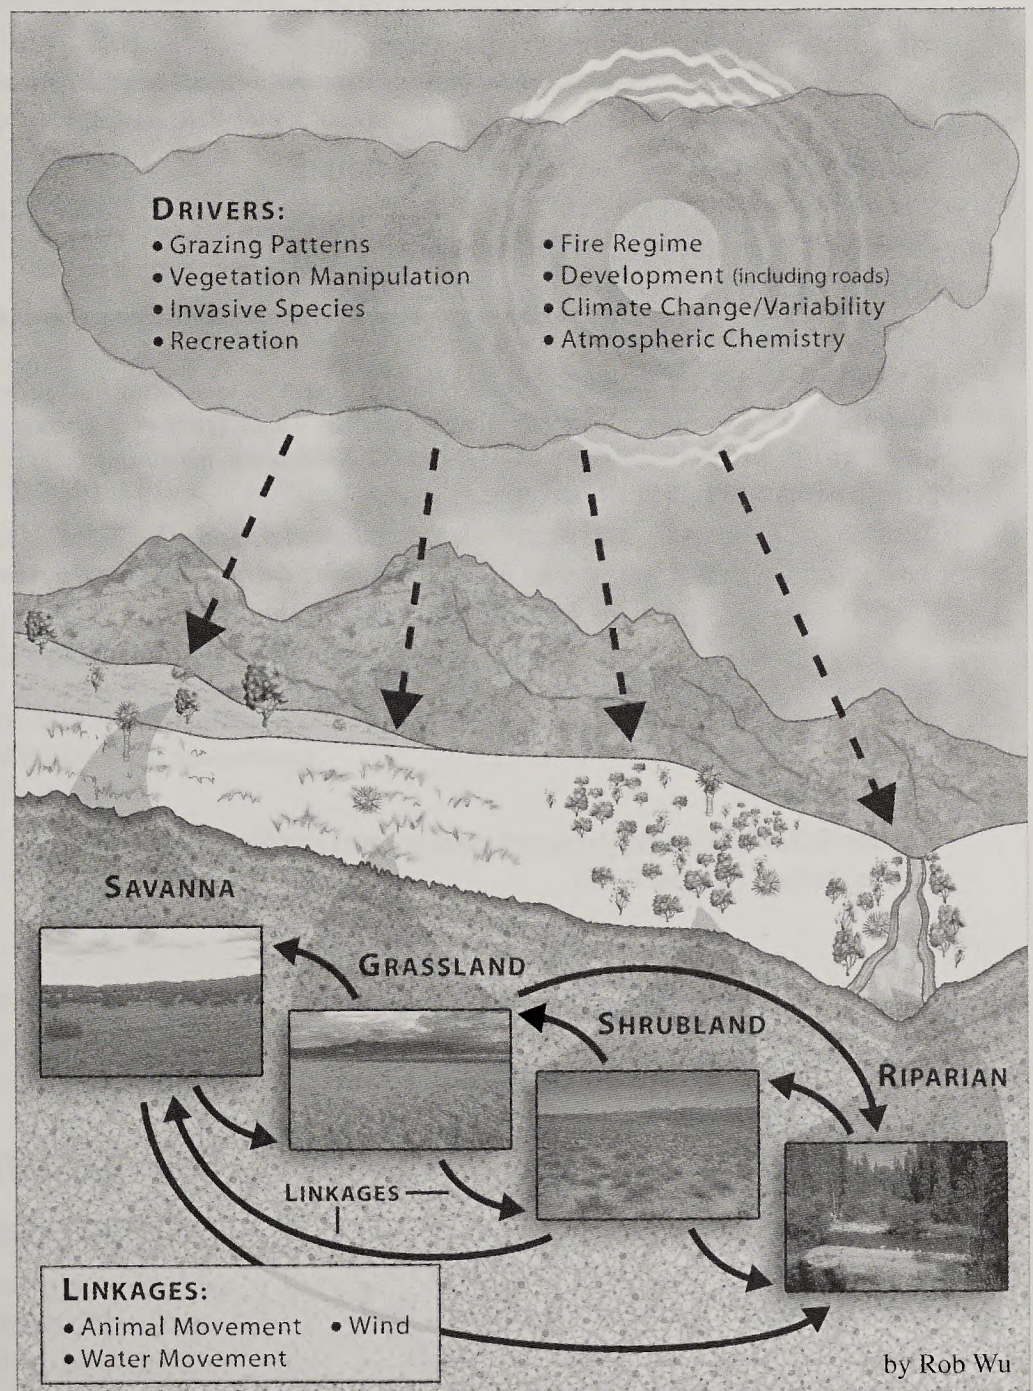 DRIVERS:
• Grazing Patterns
• Vegetation Manipulation
• Invasive Species
• Recreation
• Fire Regime
• Development (including roads)
• Climate Change/Variability
• Atmospheric Chemistry
SAVANNA
GRASSLAND
SHRUBLAND
RIPARIAN
LINKAGES
LINKAGES:
• Animal Movement • Wind
• Water Movement
by Rob Wu